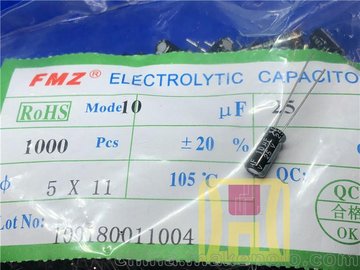 FMZ® ELECTROLYTIC CAPACITO
RoHS Mode 10 μF 25
1000 Pcs ±20 %
φ 5 X 11 105℃ QC:
QC
合格
OK
Lot No: 100180011004